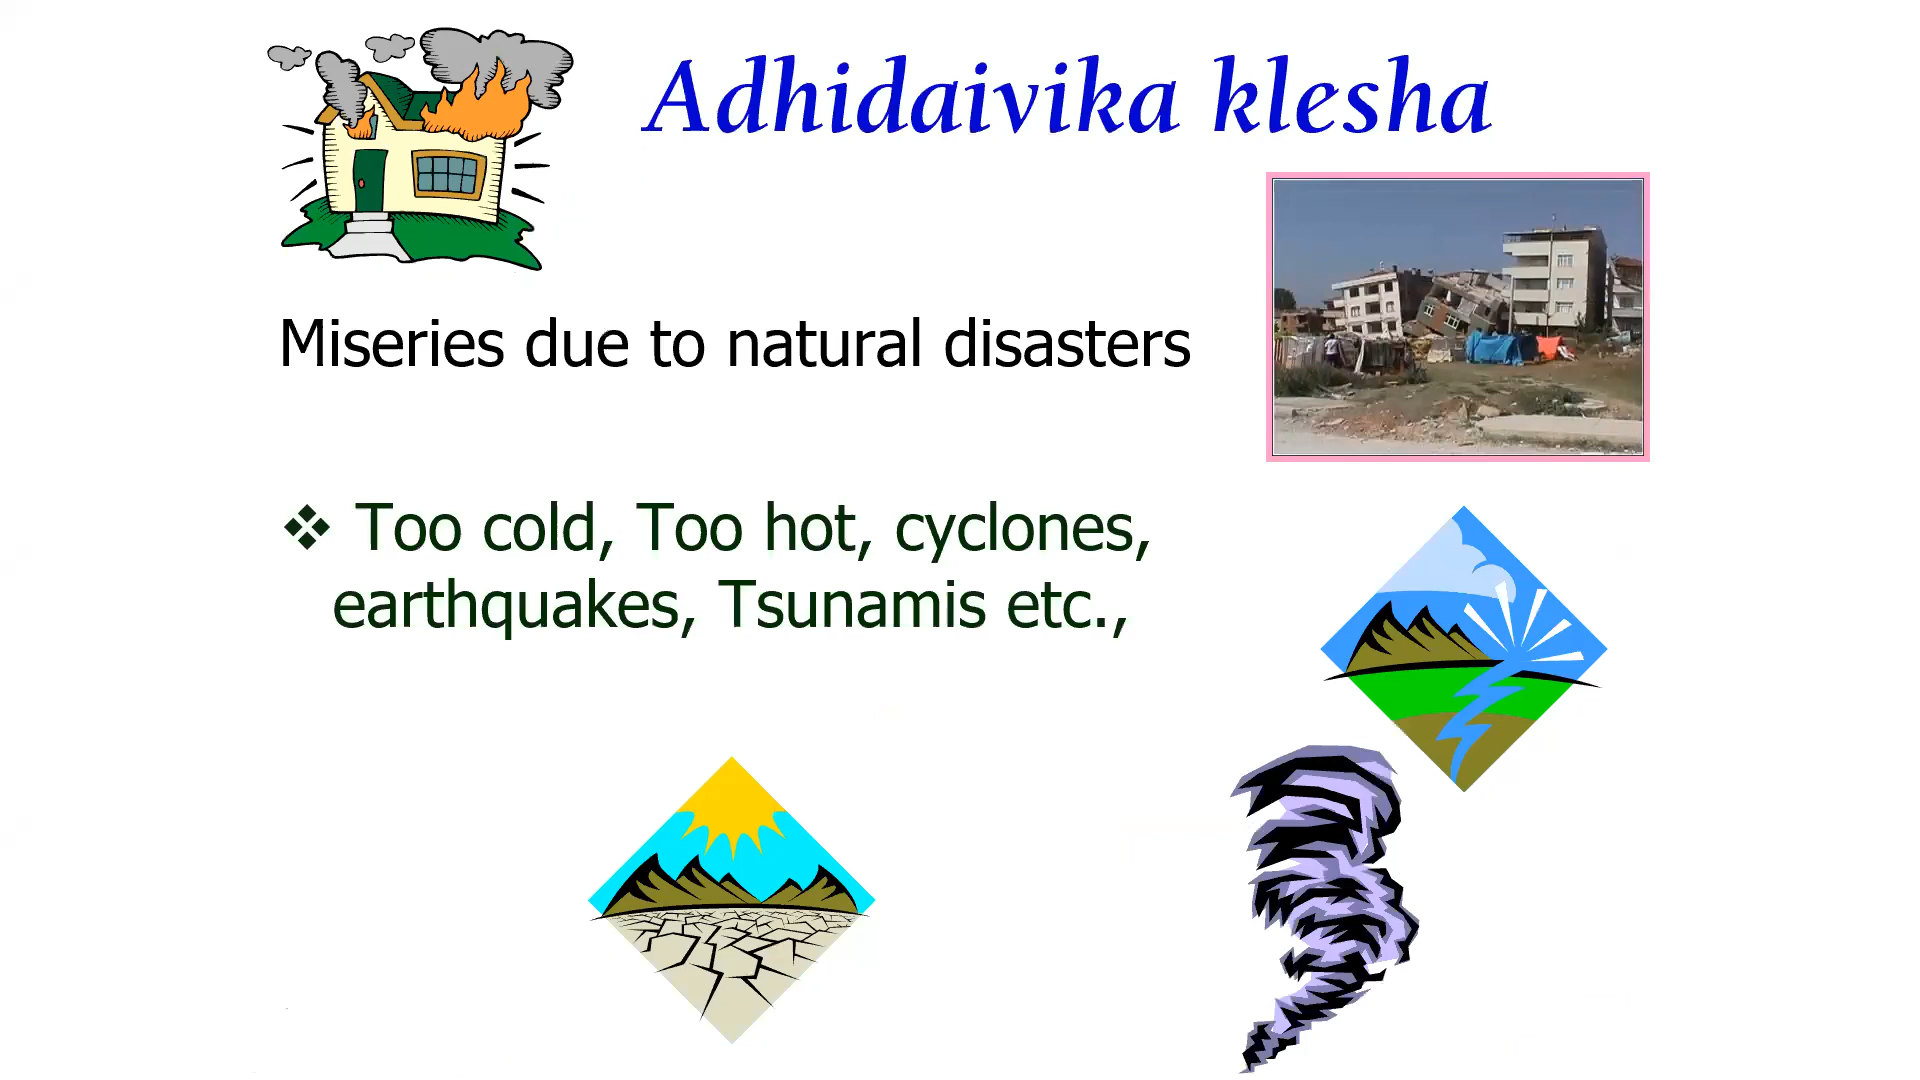 Adhidaivika klesha
Miseries due to natural disasters
❖ Too cold, Too hot, cyclones,
earthquakes, Tsunamis etc.,